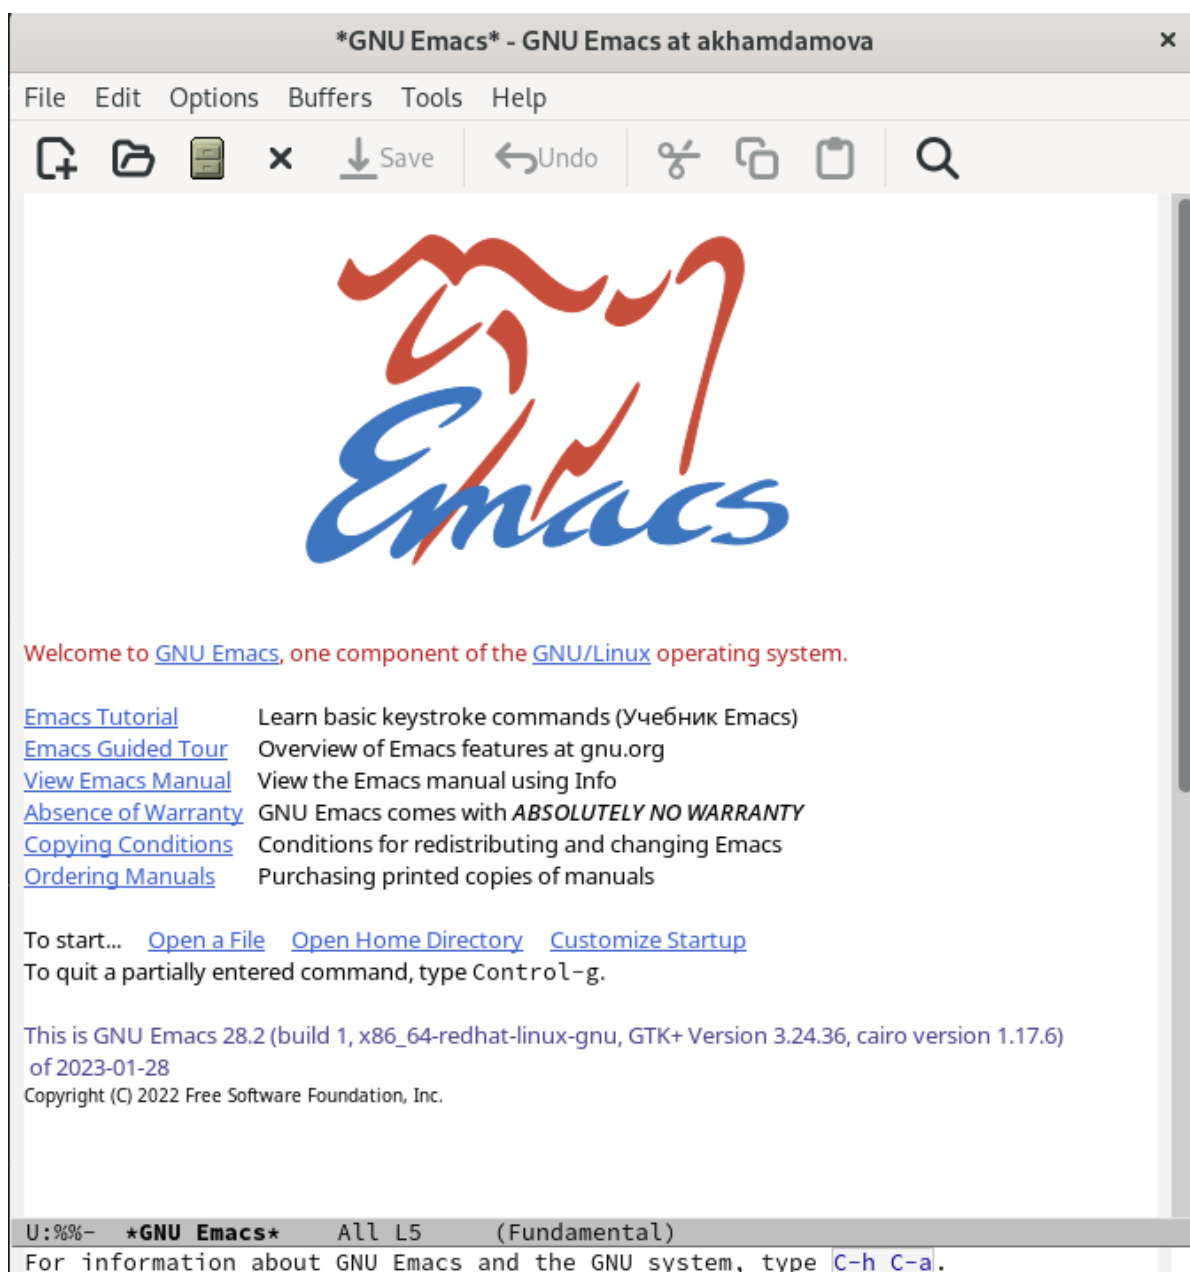 *GNU Emacs* - GNU Emacs at akhamdamova
File Edit Options Buffers Tools Help
Save Undo
Emacs
Welcome to GNU Emacs, one component of the GNU/Linux operating system.
Emacs Tutorial Learn basic keystroke commands (Учебник Emacs)
Emacs Guided Tour Overview of Emacs features at gnu.org
View Emacs Manual View the Emacs manual using Info
Absence of Warranty GNU Emacs comes with ABSOLUTELY NO WARRANTY
Copying Conditions Conditions for redistributing and changing Emacs
Ordering Manuals Purchasing printed copies of manuals
To start... Open a File Open Home Directory Customize Startup
To quit a partially entered command, type Control-g.
This is GNU Emacs 28.2 (build 1, x86_64-redhat-linux-gnu, GTK+ Version 3.24.36, cairo version 1.17.6)
of 2023-01-28
Copyright (C) 2022 Free Software Foundation, Inc.
U:%%- *GNU Emacs* All L5 (Fundamental)
For information about GNU Emacs and the GNU system, type C-h C-a.